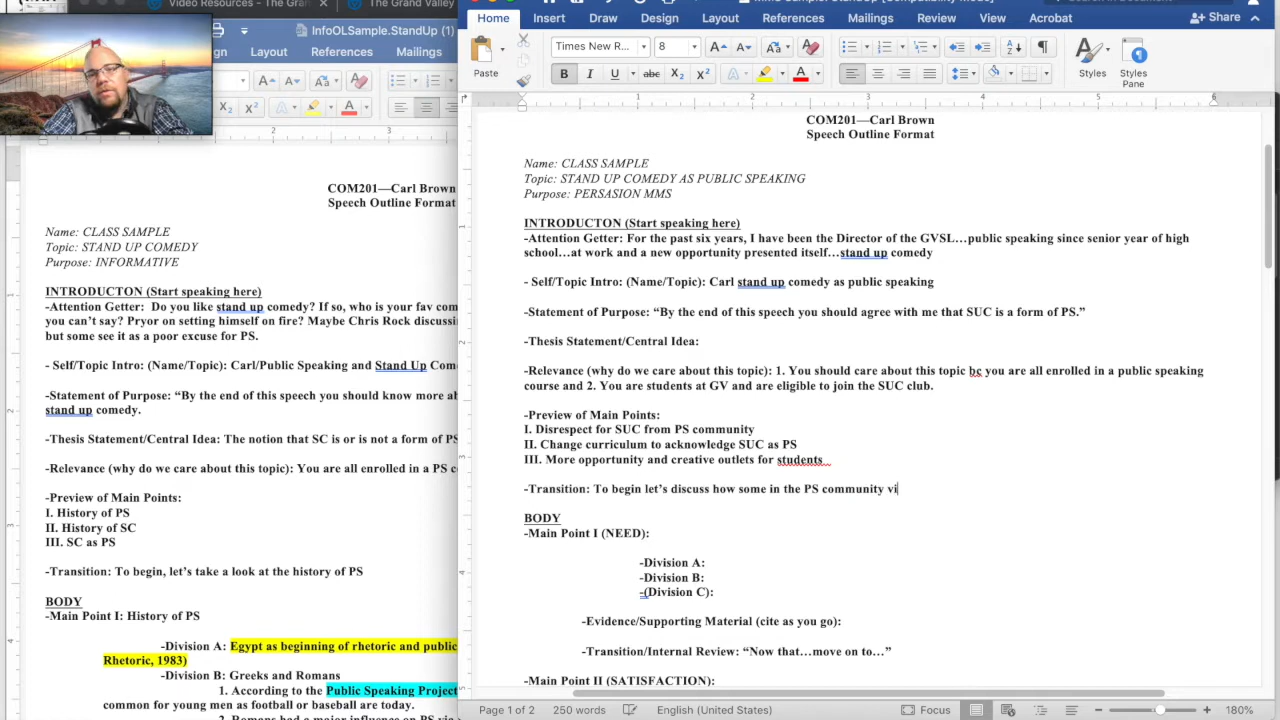 Video Resources - The Gran
The Grand Valley
InfoOLSample.StandUp (1)
sign
Layout
References
COM201—Carl Brown
Speech Outline Format
Name: CLASS SAMPLE
Topic: STAND UP COMEDY
Purpose: INFORMATIVE
INTRODUCTON (Start speaking here)
-Attention Getter:  Do you like stand up comedy? If so, who is your fav com
you can't say? Pryor on setting himself on fire? Maybe Chris Rock discussi
but some see it as a poor excuse for PS.
- Self/Topic Intro: (Name/Topic): Carl/Public Speaking and Stand Up Com
-Statement of Purpose: “By the end of this speech you should know more ab
stand up comedy.
-Thesis Statement/Central Idea: The notion that SC is or is not a form of PS
-Relevance (why do we care about this topic): You are all enrolled in a PS c
-Preview of Main Points:
I. History of PS
II. History of SC
III. SC as PS
-Transition: To begin, let’s take a look at the history of PS
BODY
-Main Point I: History of PS
-Division A: Egypt as beginning of rhetoric and public
Rhetoric, 1983)
-Division B: Greeks and Romans
1. According to the Public Speaking Project
common for young men as football or baseball are today.
2. Romans had a major influence on PS via
Home Insert Draw Design Layout References Mailings Review View Acrobat Share
Paste
Times New R... 8
Styles
Styles Pane
COM201—Carl Brown
Speech Outline Format
Name: CLASS SAMPLE
Topic: STAND UP COMEDY AS PUBLIC SPEAKING
Purpose: PERSASION MMS
INTRODUCTON (Start speaking here)
-Attention Getter: For the past six years, I have been the Director of the GVSL…public speaking since senior year of high
school…at work and a new opportunity presented itself…stand up comedy
- Self/Topic Intro: (Name/Topic): Carl stand up comedy as public speaking
-Statement of Purpose: “By the end of this speech you should agree with me that SUC is a form of PS.”
-Thesis Statement/Central Idea:
-Relevance (why do we care about this topic): 1. You should care about this topic bc you are all enrolled in a public speaking
course and 2. You are students at GV and are eligible to join the SUC club.
-Preview of Main Points:
I. Disrespect for SUC from PS community
II. Change curriculum to acknowledge SUC as PS
III. More opportunity and creative outlets for students
-Transition: To begin let’s discuss how some in the PS community vi
BODY
-Main Point I (NEED):
-Division A:
-Division B:
-(Division C):
-Evidence/Supporting Material (cite as you go):
-Transition/Internal Review: “Now that…move on to…”
-Main Point II (SATISFACTION):
Page 1 of 2 250 words English (United States) Focus 180%